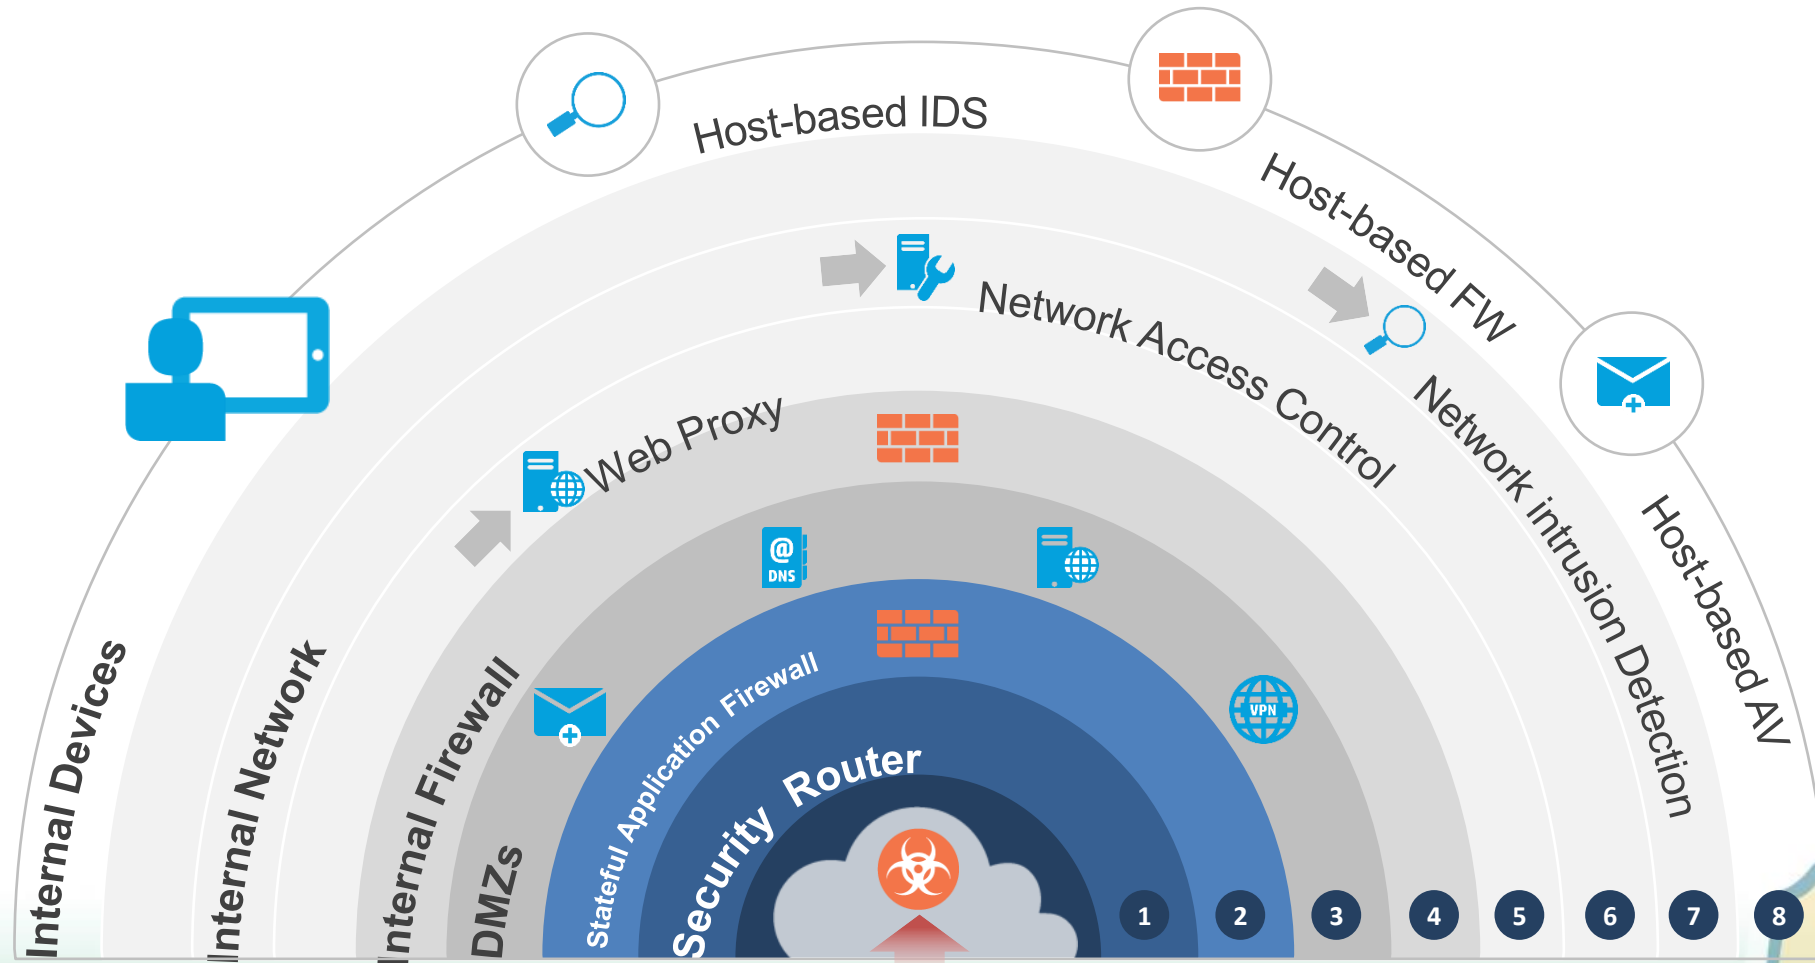 Host-based IDS
Host-based FW
Network Access Control
Web Proxy
Network intrusion Detection
Host-based AV
@
DNS
VPN
Internal Devices
Internal Network
Internal Firewall
DMZs
Stateful Application Firewall
Security Router
1
2
3
4
5
6
7
8